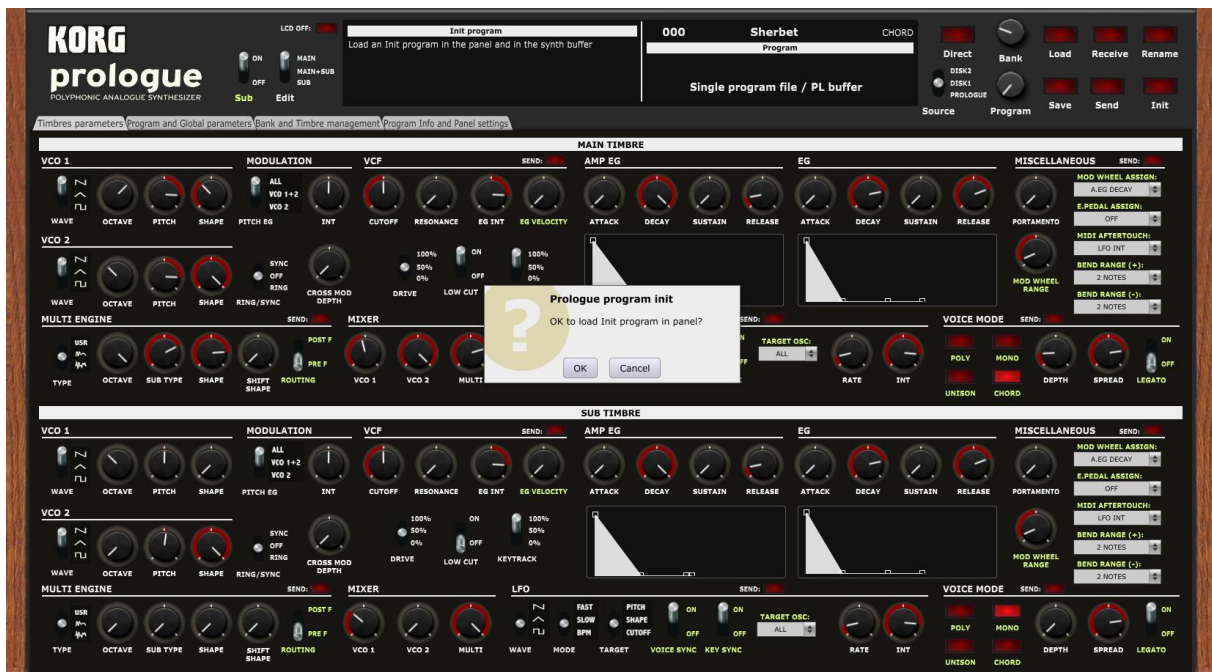 KORG
prologue
POLYPHONIC ANALOGUE SYNTHESIZER
LCD OFF:
ON
OFF
Sub
MAIN
MAIN+SUB
SUB
Edit
Init program
Load an Init program in the panel and in the synth buffer
000 Sherbet CHORD
Program
Single program file / PL buffer
Direct Bank Load Receive Rename
DISK2
DISK1
PROLOGUE
Source Program Save Send Init
Timbres parameters Program and Global parameters Bank and Timbre management Program Info and Panel settings
MAIN TIMBRE
VCO 1 MODULATION VCF SEND: AMP EG EG MISCELLANEOUS SEND:
ALL
VCO 1+2
VCO 2
MOD WHEEL ASSIGN:
A.EG DECAY
E.PEDAL ASSIGN:
OFF
WAVE OCTAVE PITCH SHAPE PITCH EG INT CUTOFF RESONANCE EG INT EG VELOCITY ATTACK DECAY SUSTAIN RELEASE ATTACK DECAY SUSTAIN RELEASE PORTAMENTO
VCO 2
SYNC
OFF
RING
100%
50%
0%
ON
OFF
100%
50%
0%
MIDI AFTERTOUCH:
LFO INT
BEND RANGE (+):
2 NOTES
BEND RANGE (-):
2 NOTES
WAVE OCTAVE PITCH SHAPE RING/SYNC CROSS MOD DEPTH DRIVE LOW CUT MOD WHEEL RANGE
Prologue program init
OK to load Init program in panel?
OK Cancel
MULTI ENGINE SEND: MIXER SEND: VOICE MODE SEND:
USR
POST F
PRE F
TARGET OSC:
ALL
POLY MONO
UNISON CHORD
ON
OFF
TYPE OCTAVE SUB TYPE SHAPE SHIFT SHAPE ROUTING VCO 1 VCO 2 MULTI RATE INT DEPTH SPREAD LEGATO
SUB TIMBRE
VCO 1 MODULATION VCF SEND: AMP EG EG MISCELLANEOUS SEND:
ALL
VCO 1+2
VCO 2
MOD WHEEL ASSIGN:
A.EG DECAY
E.PEDAL ASSIGN:
OFF
WAVE OCTAVE PITCH SHAPE PITCH EG INT CUTOFF RESONANCE EG INT EG VELOCITY ATTACK DECAY SUSTAIN RELEASE ATTACK DECAY SUSTAIN RELEASE PORTAMENTO
VCO 2
SYNC
OFF
RING
100%
50%
0%
ON
OFF
100%
50%
0%
MIDI AFTERTOUCH:
LFO INT
BEND RANGE (+):
2 NOTES
BEND RANGE (-):
2 NOTES
WAVE OCTAVE PITCH SHAPE RING/SYNC CROSS MOD DEPTH DRIVE LOW CUT KEYTRACK MOD WHEEL RANGE
MULTI ENGINE SEND: MIXER LFO SEND: VOICE MODE SEND:
USR
POST F
PRE F
FAST
SLOW
BPM
PITCH
SHAPE
CUTOFF
ON
OFF
ON
OFF
TARGET OSC:
ALL
POLY MONO
UNISON CHORD
ON
OFF
TYPE OCTAVE SUB TYPE SHAPE SHIFT SHAPE ROUTING VCO 1 VCO 2 MULTI WAVE MODE TARGET VOICE SYNC KEY SYNC RATE INT DEPTH SPREAD LEGATO